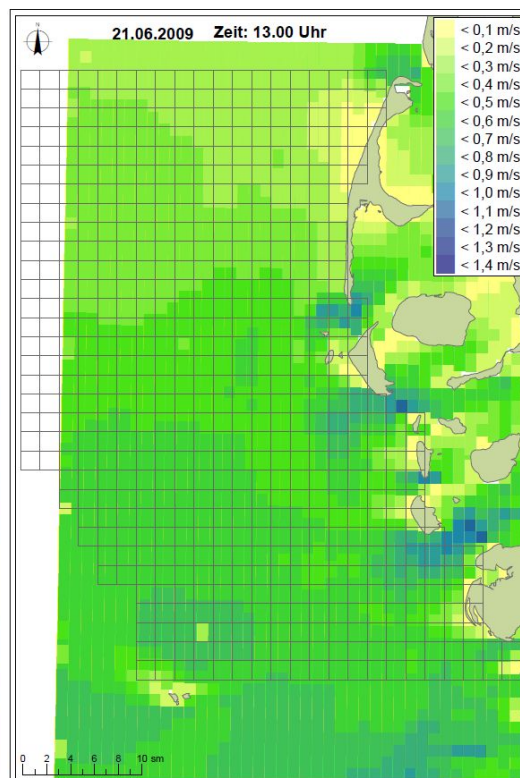 N
21.06.2009 Zeit: 13.00 Uhr
< 0,1 m/s
< 0,2 m/s
< 0,3 m/s
< 0,4 m/s
< 0,5 m/s
< 0,6 m/s
< 0,7 m/s
< 0,8 m/s
< 0,9 m/s
< 1,0 m/s
< 1,1 m/s
< 1,2 m/s
< 1,3 m/s
< 1,4 m/s
4
0 2 4 6 8 10 sm